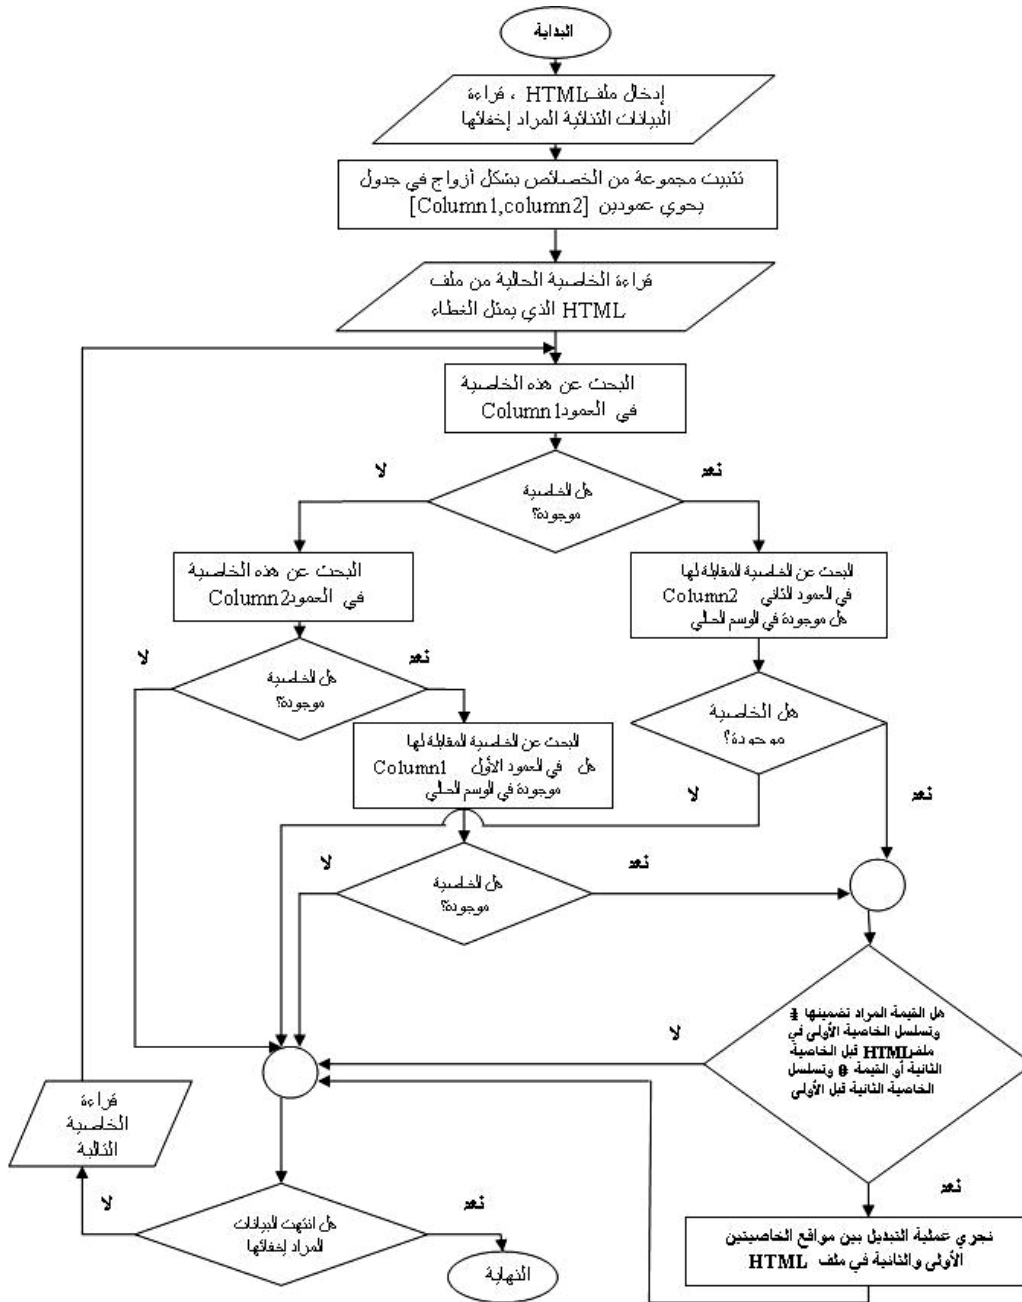 البداية
إدخال ملف HTML ، قراءة
البيانات الثنائية المراد إخفائها
تثبيت مجموعة من الخصائص بشكل أزواج في جدول
يحوي عمودين [Column1,column2]
قراءة الخاصية الحالية من ملف
HTML الذي يمثل الغطاء
البحث عن هذه الخاصية
في العمود Column1
لا
نعم
هل الخاصية
موجودة؟
البحث عن هذه الخاصية
في العمود Column2
البحث عن الخاصية المقابلة لها
في العمود الثاني Column2
هل موجودة في الوسم الحالي
لا
نعم
هل الخاصية
موجودة؟
هل الخاصية
موجودة؟
البحث عن الخاصية المقابلة لها
هل في العمود الأول Column1
موجودة في الوسم الحالي
لا
نعم
لا
نعم
هل الخاصية
موجودة؟
هل القيمة المراد تضمينها 1
وتسلسل الخاصية الأولى في
ملف HTML قبل الخاصية
الثانية أو القيمة 0 وتسلسل
الخاصية الثانية قبل الأولى
لا
نعم
قراءة
الخاصية
التالية
لا
نعم
هل انتهت البيانات
المراد إخفائها
نجري عملية التبديل بين مواقع الخاصيتين
الأولى والثانية في ملف HTML
النهاية